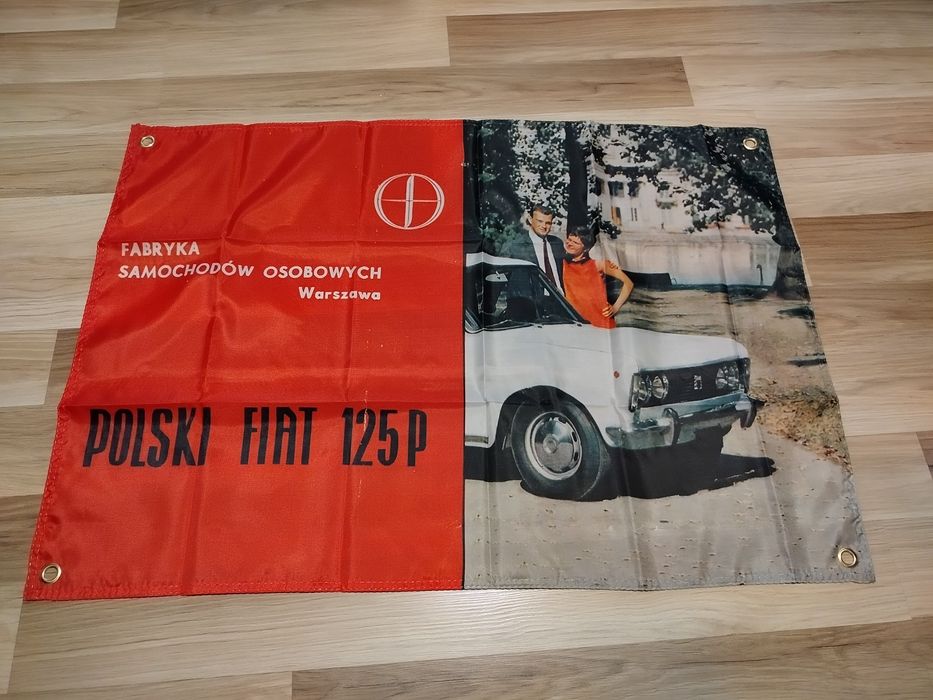 FABRYKA
SAMOCHODÓW OSOBOWYCH
Warszawa
POLSKI FIAT 125P